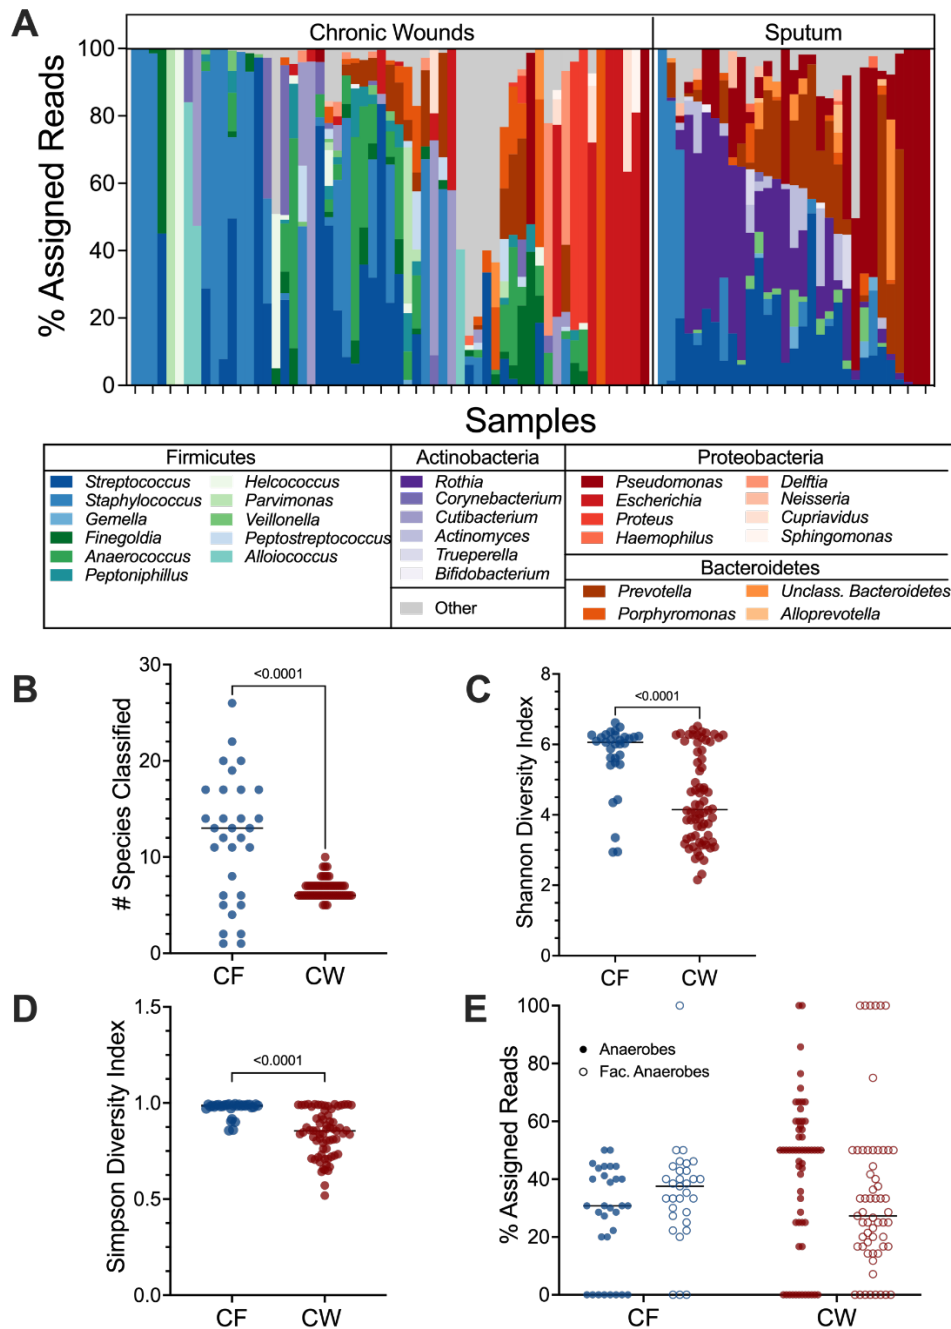 A
Chronic Wounds
Sputum
% Assigned Reads
100
80
60
40
20
0
Samples
Firmicutes
Streptococcus
Staphylococcus
Gemella
Finegoldia
Anaerococcus
Peptoniphillus
Helcococcus
Parvimonas
Veillonella
Peptostreptococcus
Alloiococcus
Actinobacteria
Rothia
Corynebacterium
Cutibacterium
Actinomyces
Trueperella
Bifidobacterium
Other
Proteobacteria
Pseudomonas
Escherichia
Proteus
Haemophilus
Delftia
Neisseria
Cupriavidus
Sphingomonas
Bacteroidetes
Prevotella
Porphyromonas
Unclass. Bacteroidetes
Alloprevotella
B
# Species Classified
30
20
10
0
<0.0001
CF
CW
C
Shannon Diversity Index
8
6
4
2
0
<0.0001
CF
CW
D
Simpson Diversity Index
1.5
1.0
0.5
0.0
<0.0001
CF
CW
E
% Assigned Reads
100
80
60
40
20
0
Anaerobes
Fac. Anaerobes
CF
CW